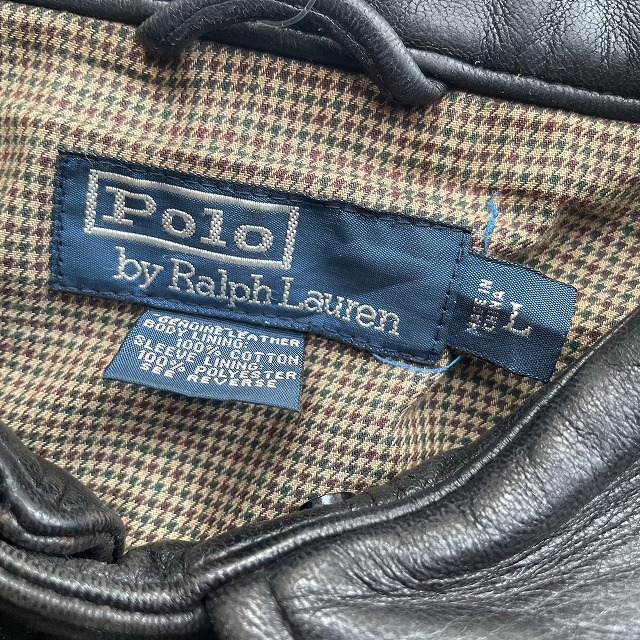 Polo
by Ralph Lauren
L
GENUINE LEATHER
BODY LINING
100% COTTON
SLEEVE LINING
100% POLYESTER
SEE REVERSE